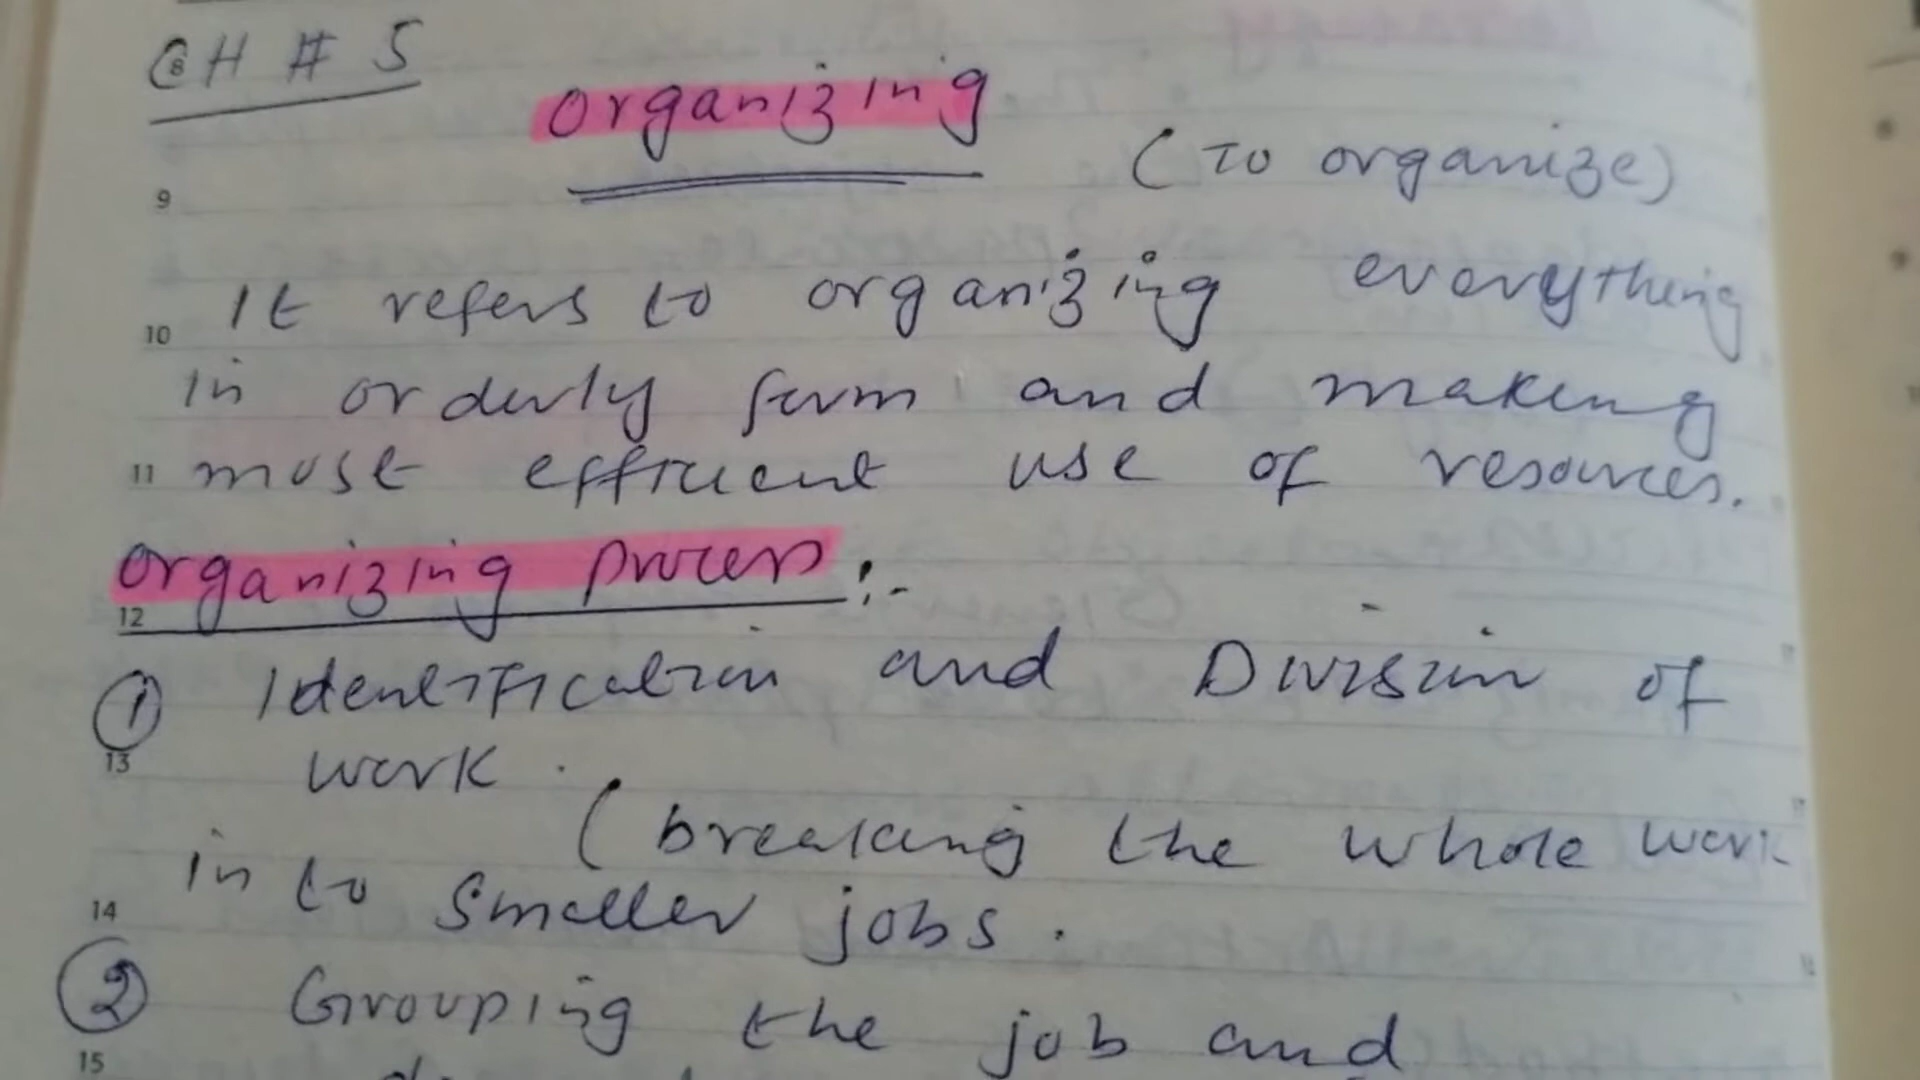 CH # 5
organizing
(To organize)
It refers to organizing everything
in orderly form and making
most efficient use of resources.
organizing process :-
① Identification and Division of
work.
(breaking the whole work
in to smaller jobs.
② Grouping the job and
8
9
10
11
12
13
14
15